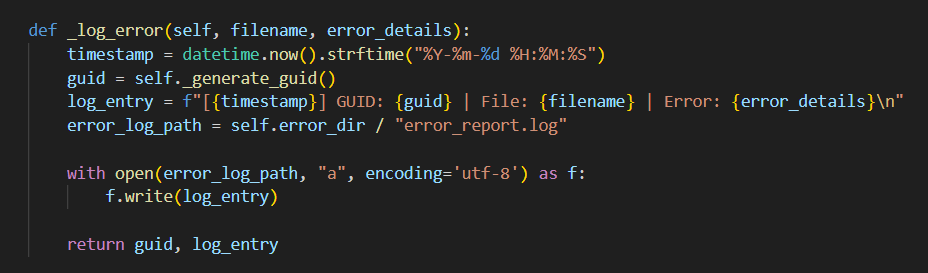 def _log_error(self, filename, error_details):
    timestamp = datetime.now().strftime("%Y-%m-%d %H:%M:%S")
    guid = self._generate_guid()
    log_entry = f"[{timestamp}] GUID: {guid} | File: {filename} | Error: {error_details}\n"
    error_log_path = self.error_dir / "error_report.log"

    with open(error_log_path, "a", encoding='utf-8') as f:
        f.write(log_entry)

    return guid, log_entry